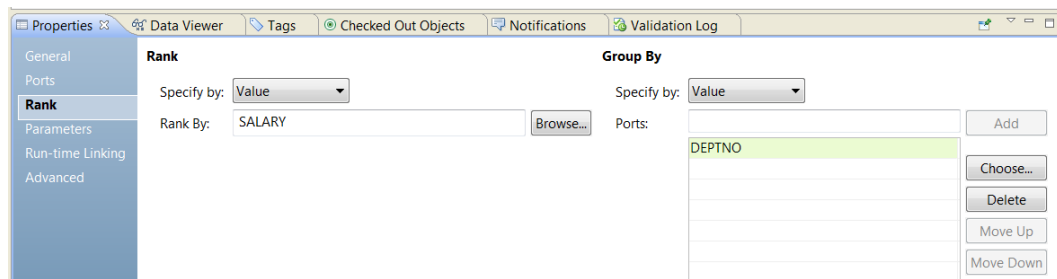 Properties Data Viewer Tags Checked Out Objects Notifications Validation Log
General
Ports
Rank
Parameters
Run-time Linking
Advanced
Rank
Specify by: Value
Rank By: SALARY Browse...
Group By
Specify by: Value
Ports: Add
DEPTNO
Choose...
Delete
Move Up
Move Down